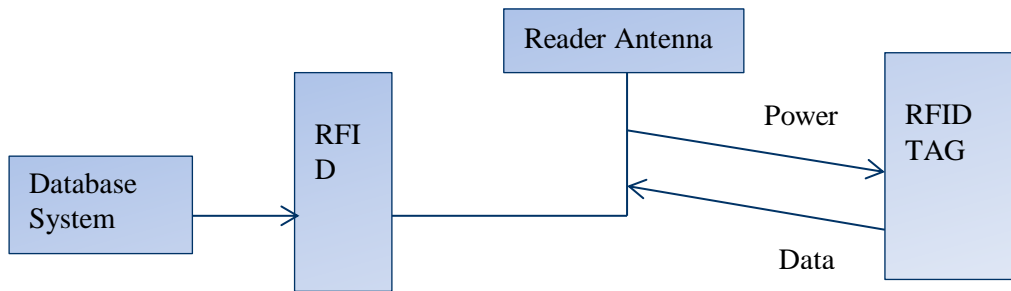 Reader Antenna
Power
RFID
TAG
RFI
D
Database
System
Data